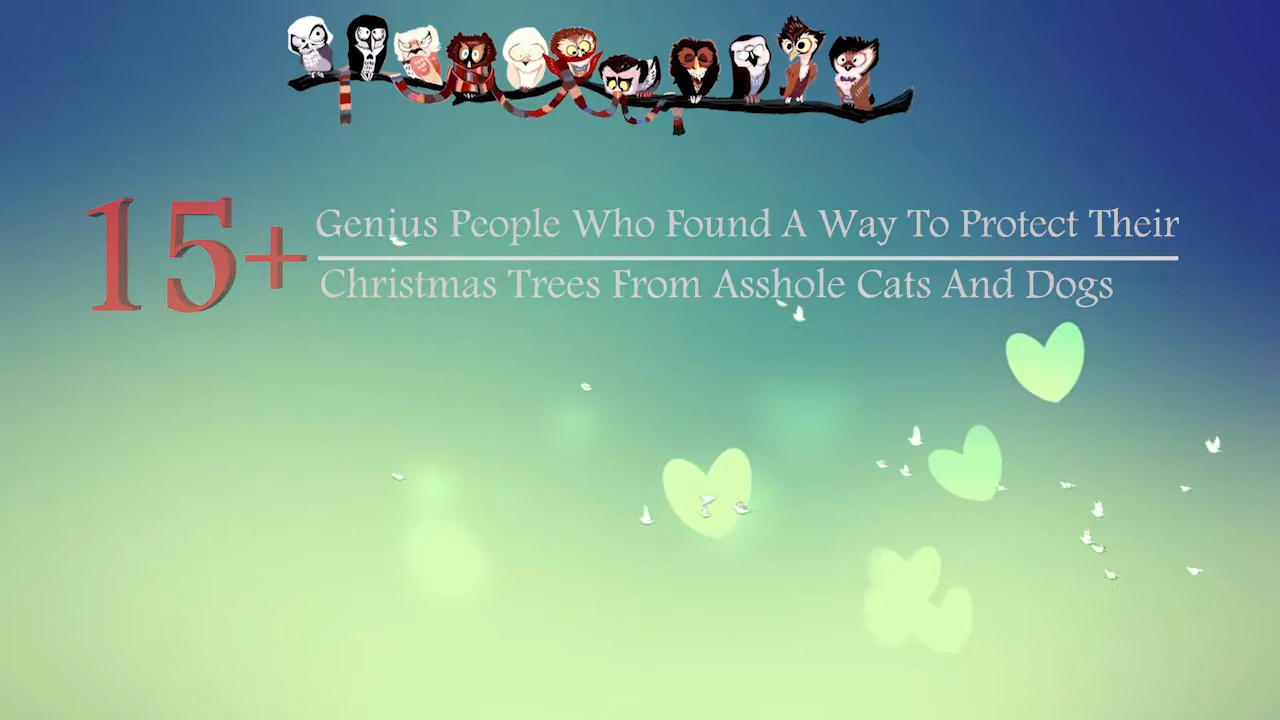 15+
Genius People Who Found A Way To Protect Their
Christmas Trees From Asshole Cats And Dogs